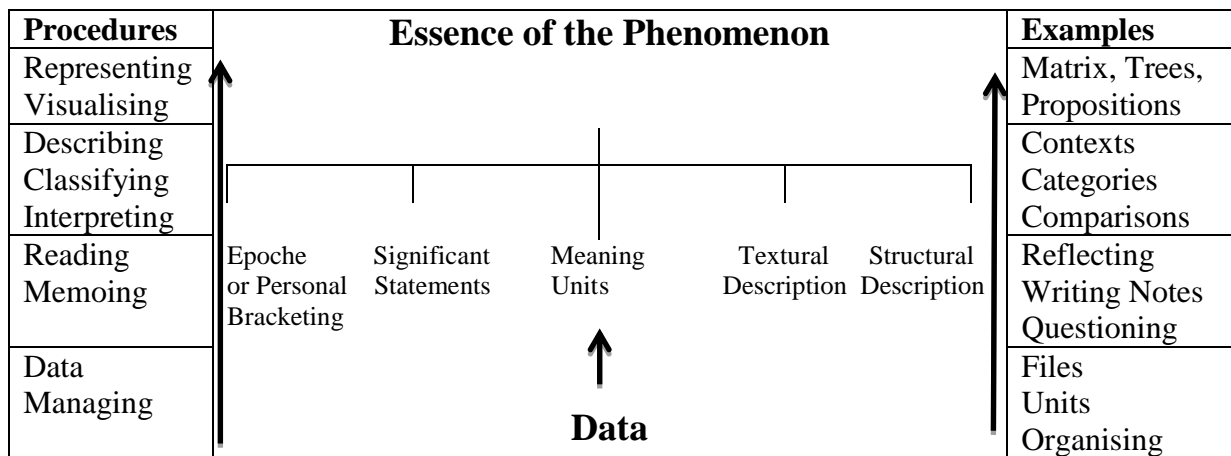 Procedures
Representing
Visualising
Describing
Classifying
Interpreting
Reading
Memoing
Data
Managing
Essence of the Phenomenon
Epoche
or Personal
Bracketing
Significant
Statements
Meaning
Units
Textural
Description
Structural
Description
Data
Examples
Matrix, Trees,
Propositions
Contexts
Categories
Comparisons
Reflecting
Writing Notes
Questioning
Files
Units
Organising